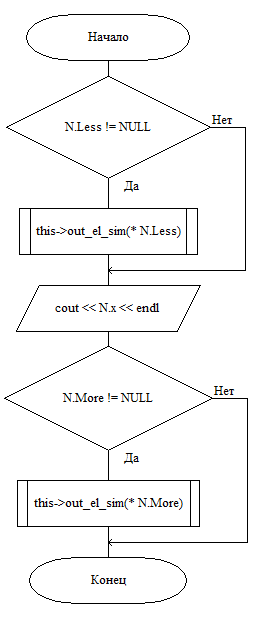 Начало
N.Less != NULL
Нет
Да
this->out_el_sim(* N.Less)
cout << N.x << endl
N.More != NULL
Нет
Да
this->out_el_sim(* N.More)
Конец